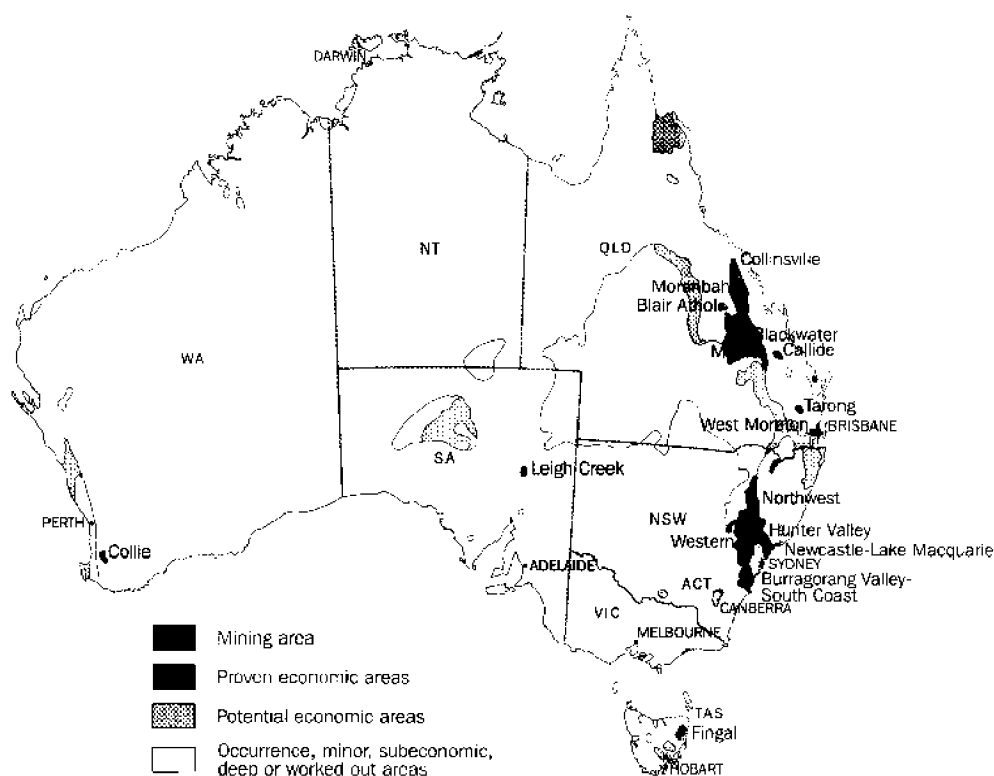 DARWIN
NT
QLD
Collinsville
Moranbah
Blair Athol
Blackwater
Callide
WA
Tarong
West Moreton
BRISBANE
SA
Leigh Creek
Northwest
PERTH
NSW
Hunter Valley
Collie
Western
Newcastle-Lake Macquarie
ADELAIDE
SYDNEY
ACT
Burragorang Valley-
South Coast
CANBERRA
VIC
MELBOURNE
Mining area
Proven economic areas
Potential economic areas
TAS
Fingal
Occurrence, minor, subeconomic,
deep or worked out areas
HOBART